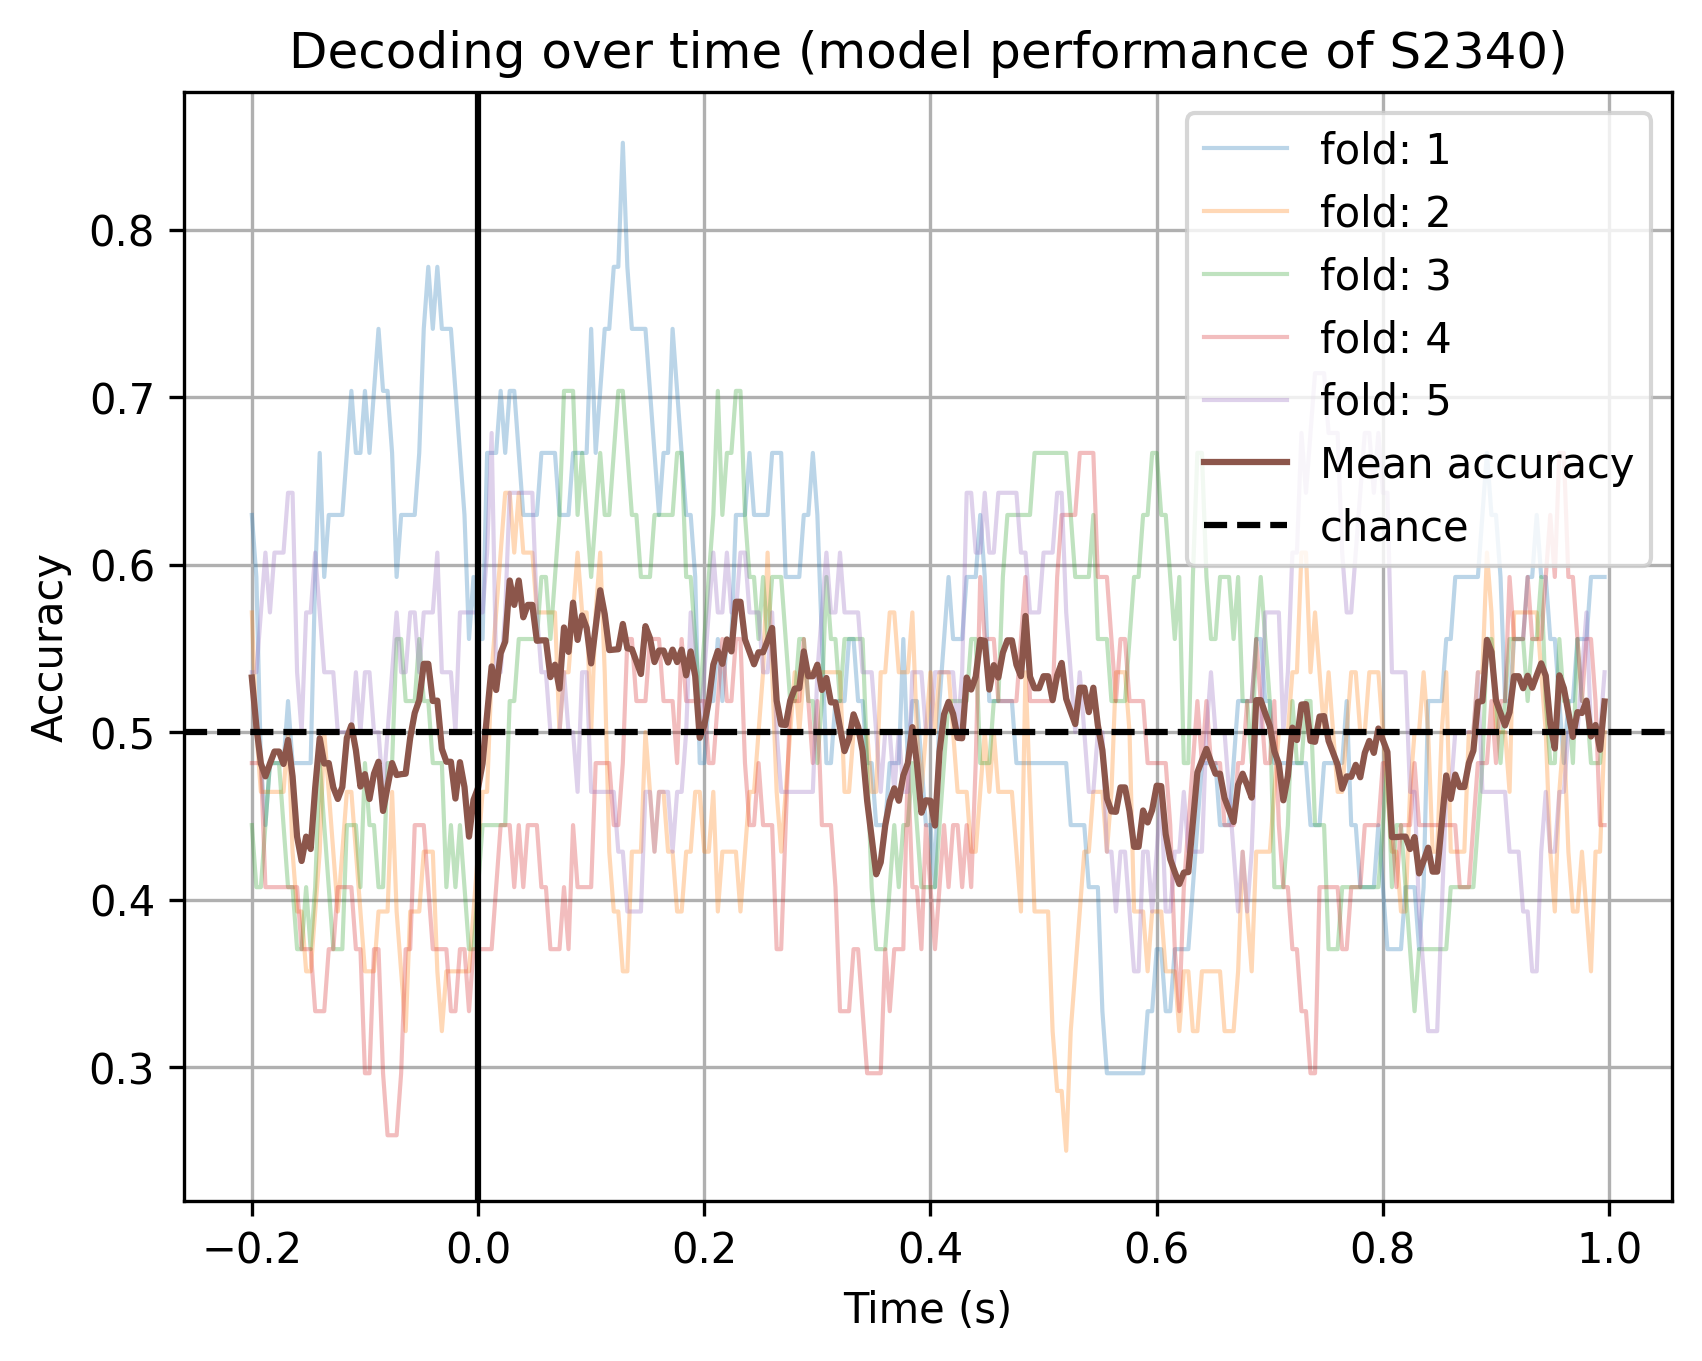 Decoding over time (model performance of S2340)
fold: 1
fold: 2
fold: 3
fold: 4
fold: 5
Mean accuracy
chance
0.8
0.7
0.6
0.5
0.4
0.3
Accuracy
−0.2
0.0
0.2
0.4
0.6
0.8
1.0
Time (s)